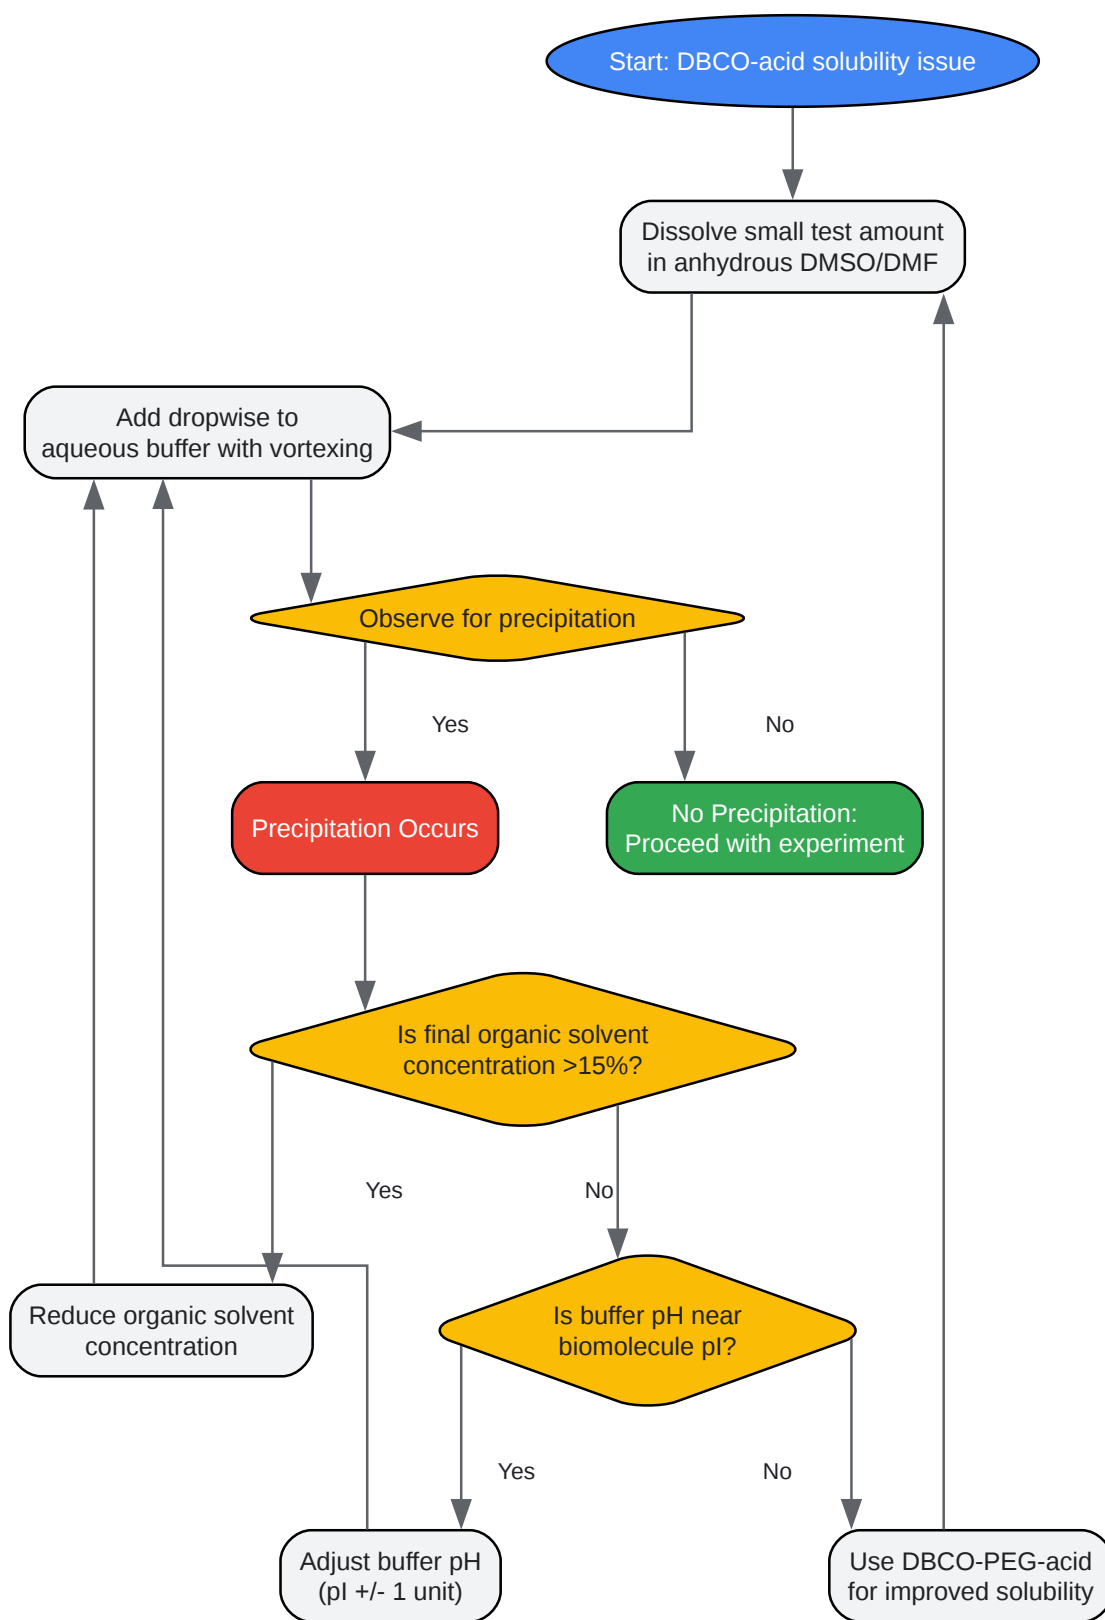 Start: DBCO-acid solubility issue
Dissolve small test amount
in anhydrous DMSO/DMF
Add dropwise to
aqueous buffer with vortexing
Observe for precipitation
Yes
No
Precipitation Occurs
No Precipitation:
Proceed with experiment
Is final organic solvent
concentration >15%?
Yes
No
Reduce organic solvent
concentration
Is buffer pH near
biomolecule pI?
Yes
No
Adjust buffer pH
(pI +/- 1 unit)
Use DBCO-PEG-acid
for improved solubility